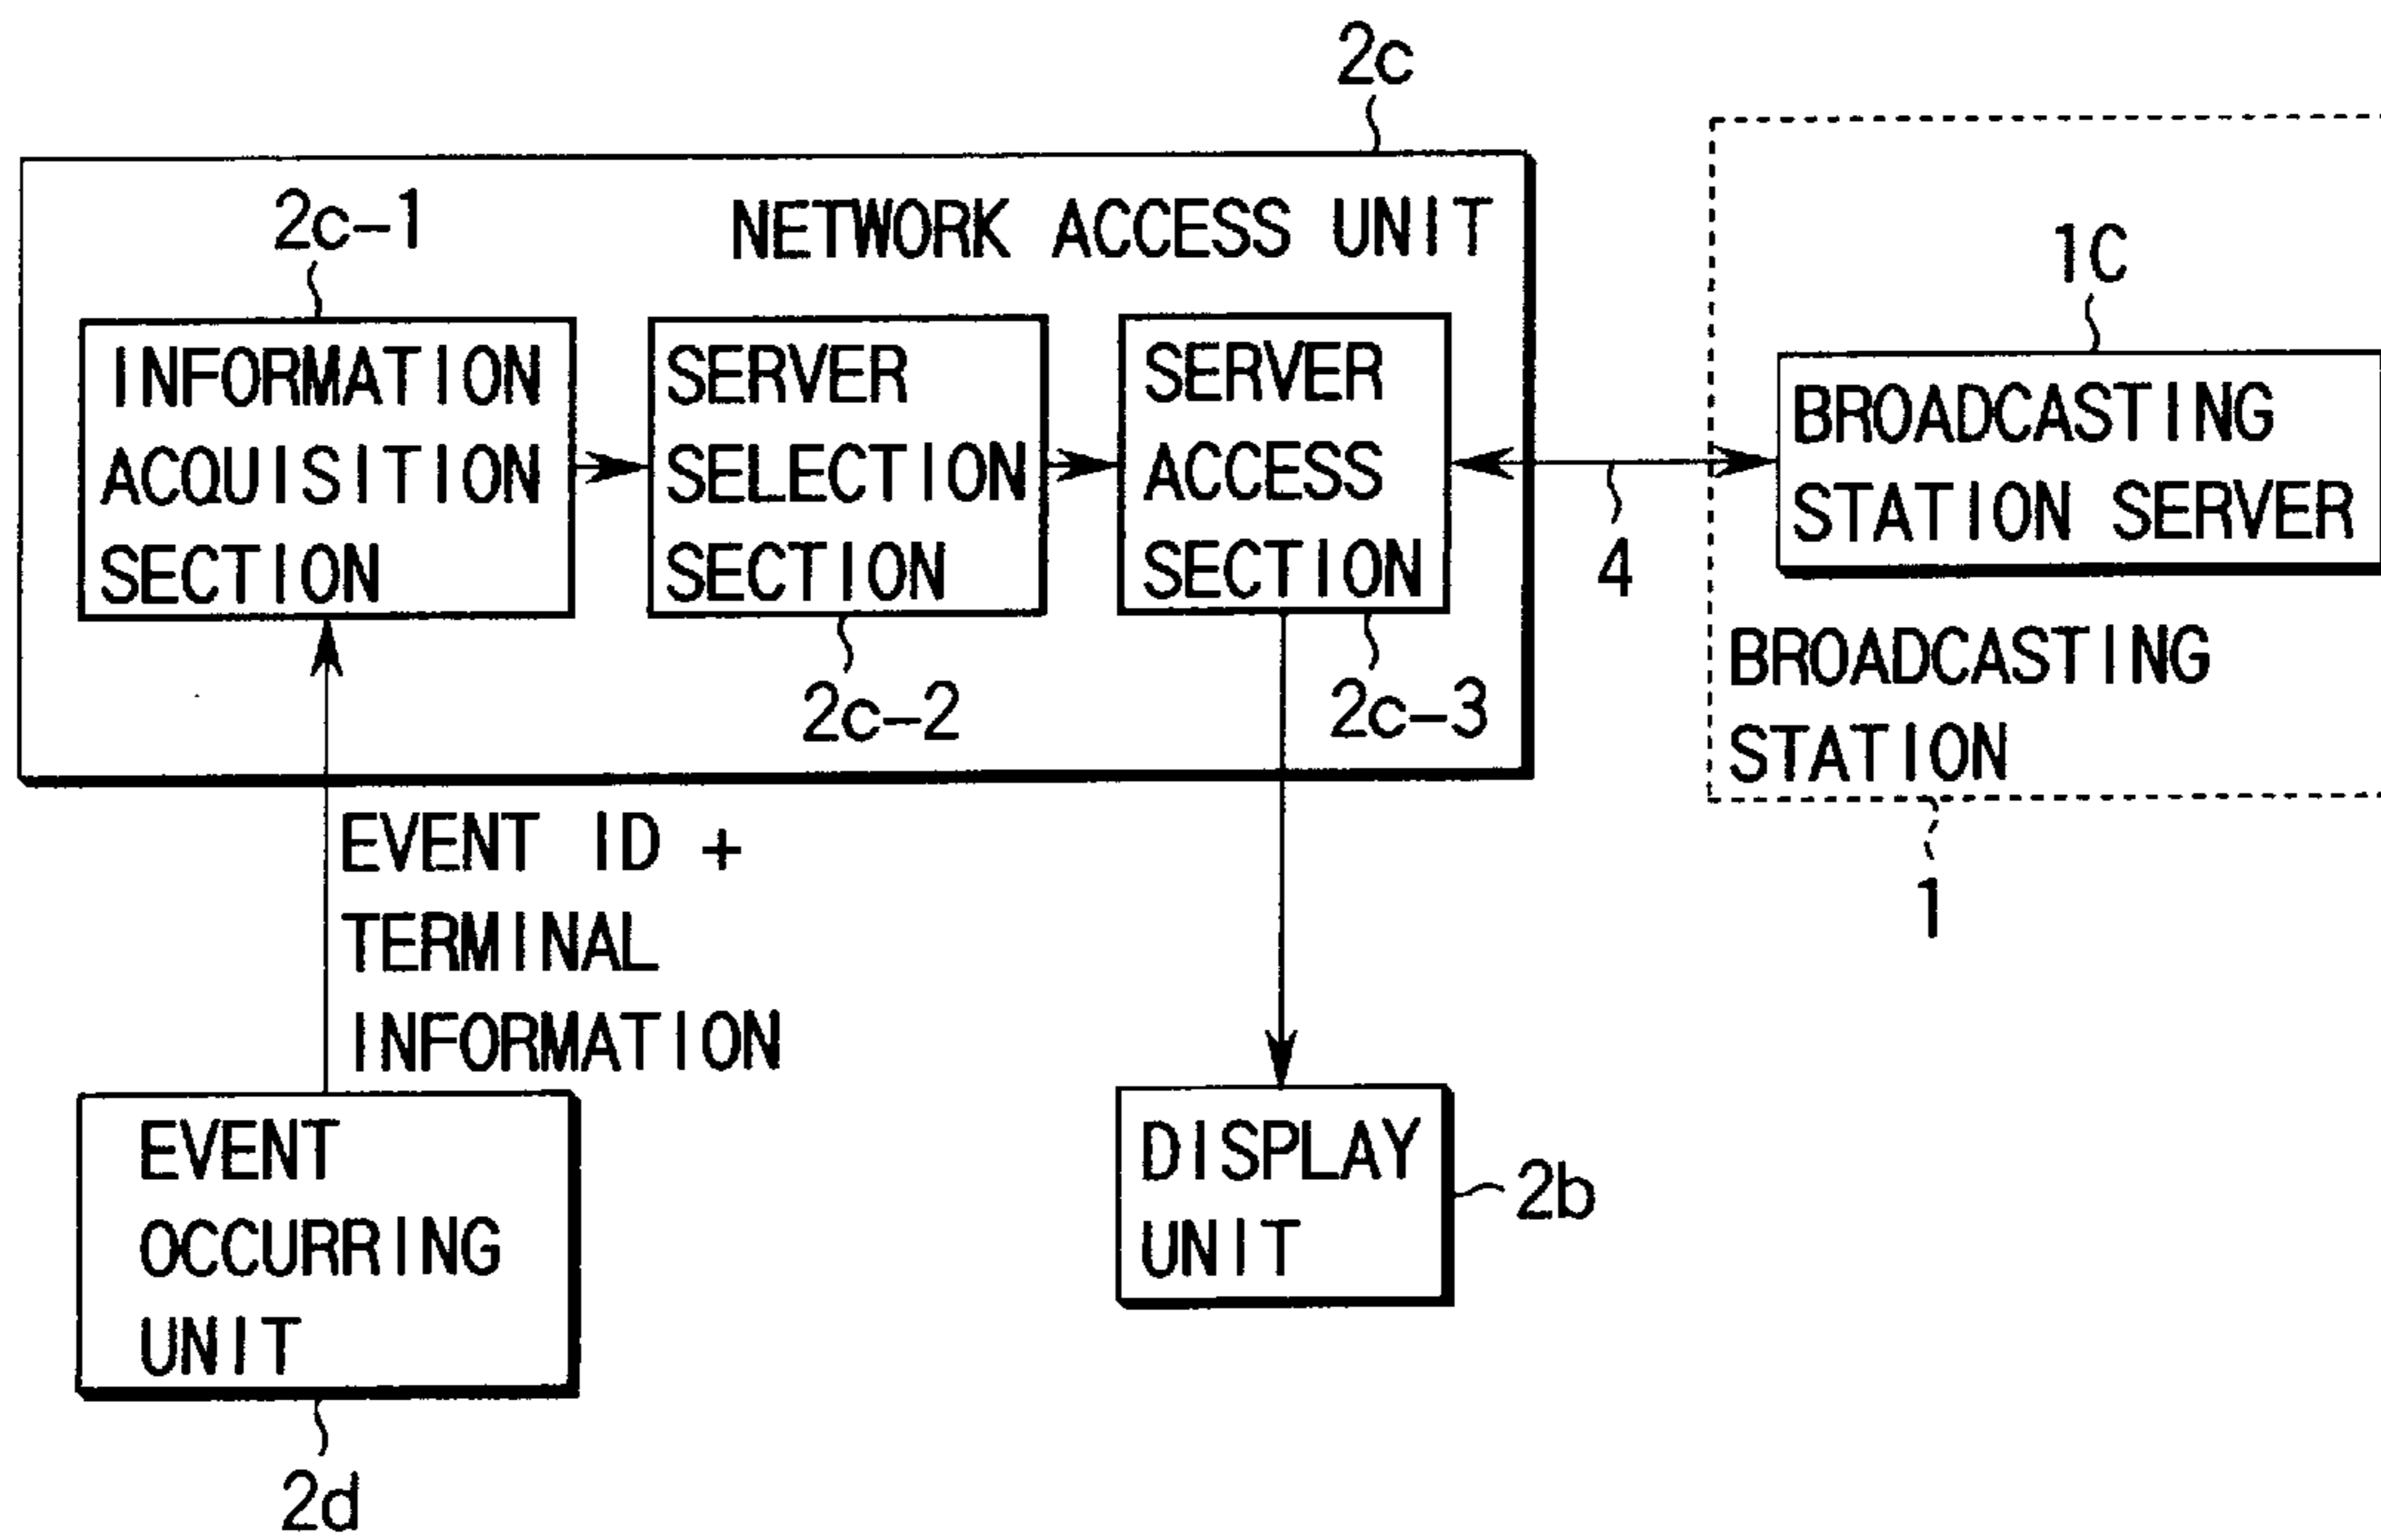 2c
NETWORK ACCESS UNIT
2c-1
INFORMATION
ACQUISITION
SECTION
SERVER
SELECTION
SECTION
2c-2
SERVER
ACCESS
SECTION
2c-3
4
1C
BROADCASTING
STATION SERVER
BROADCASTING
STATION
1
EVENT ID +
TERMINAL
INFORMATION
EVENT
OCCURRING
UNIT
2d
DISPLAY
UNIT
2b